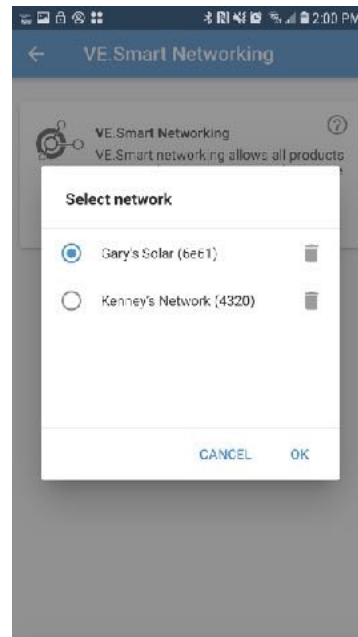 2:00 PM
VE.Smart Networking
VE.Smart Networking
VE.Smart networking allows all products
Select network
Gary's Solar (6e61)
Kenney's Network (4320)
CANCEL
OK